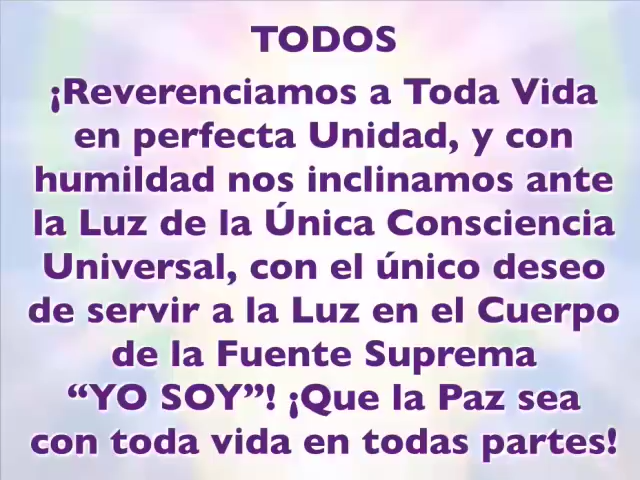 TODOS
¡Reverenciamos a Toda Vida
en perfecta Unidad, y con
humildad nos inclinamos ante
la Luz de la Única Consciencia
Universal, con el único deseo
de servir a la Luz en el Cuerpo
de la Fuente Suprema
“YO SOY”! ¡Que la Paz sea
con toda vida en todas partes!